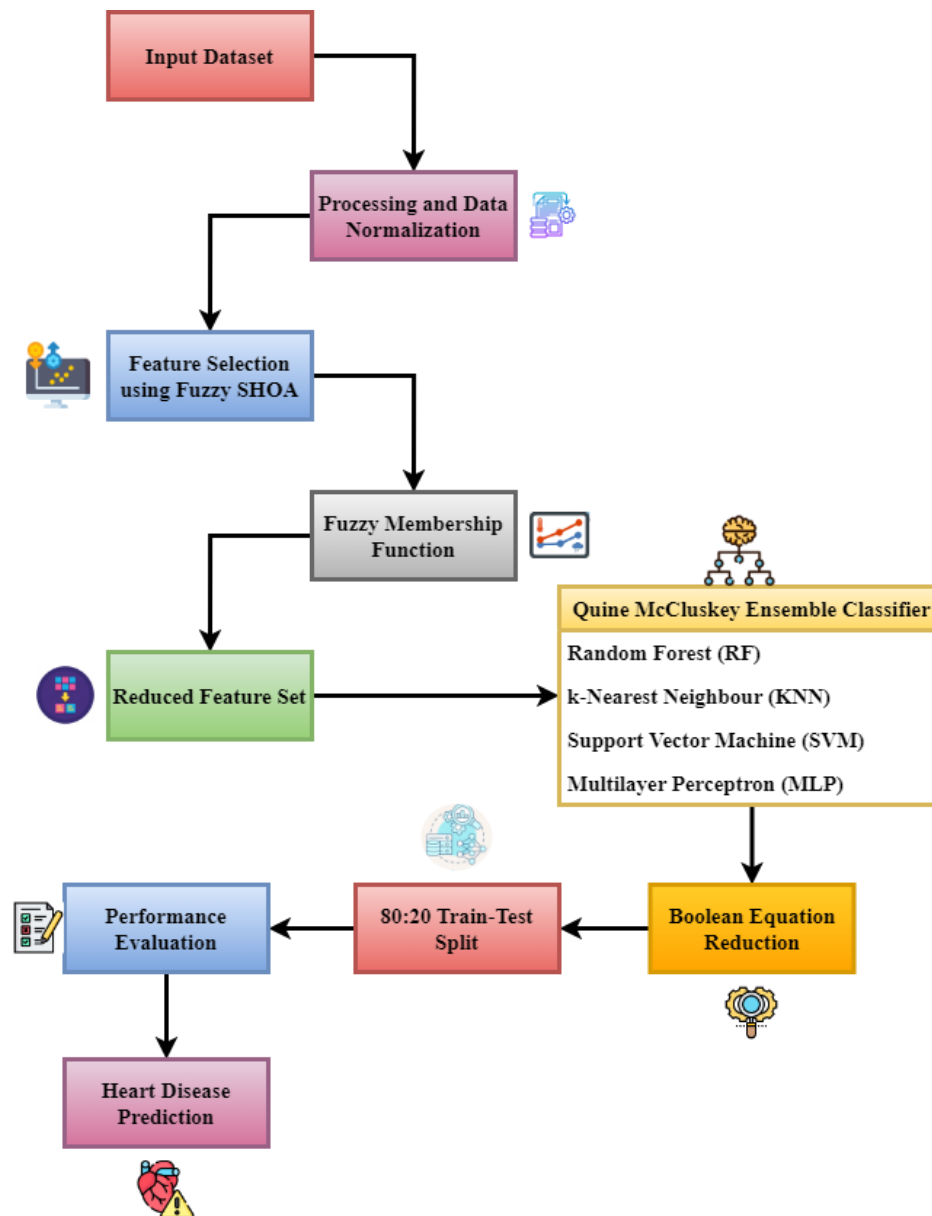 Input Dataset
Processing and Data
Normalization
Feature Selection
using Fuzzy SHOA
Fuzzy Membership
Function
Reduced Feature Set
Quine McCluskey Ensemble Classifier
Random Forest (RF)
k-Nearest Neighbour (KNN)
Support Vector Machine (SVM)
Multilayer Perceptron (MLP)
Boolean Equation
Reduction
80:20 Train-Test
Split
Performance
Evaluation
Heart Disease
Prediction